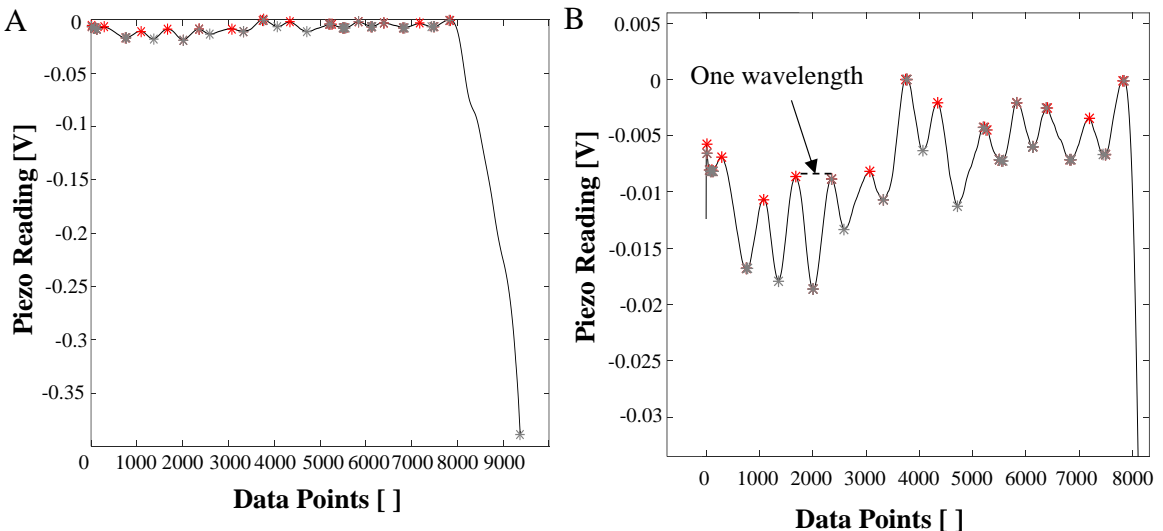 A
0
-0.05
-0.1
-0.15
-0.2
-0.25
-0.3
-0.35
Piezo Reading [V]
0 1000 2000 3000 4000 5000 6000 7000 8000 9000
Data Points [ ]
B
0.005
0
-0.005
-0.01
-0.015
-0.02
-0.025
-0.03
Piezo Reading [V]
One wavelength
0 1000 2000 3000 4000 5000 6000 7000 8000
Data Points [ ]